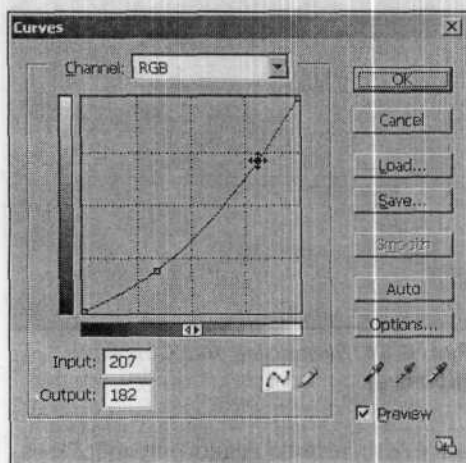 Curves
Channel: RGB
OK
Cancel
Load...
Save...
Smooth
Auto
Options...
Input: 207
Output: 182
Preview